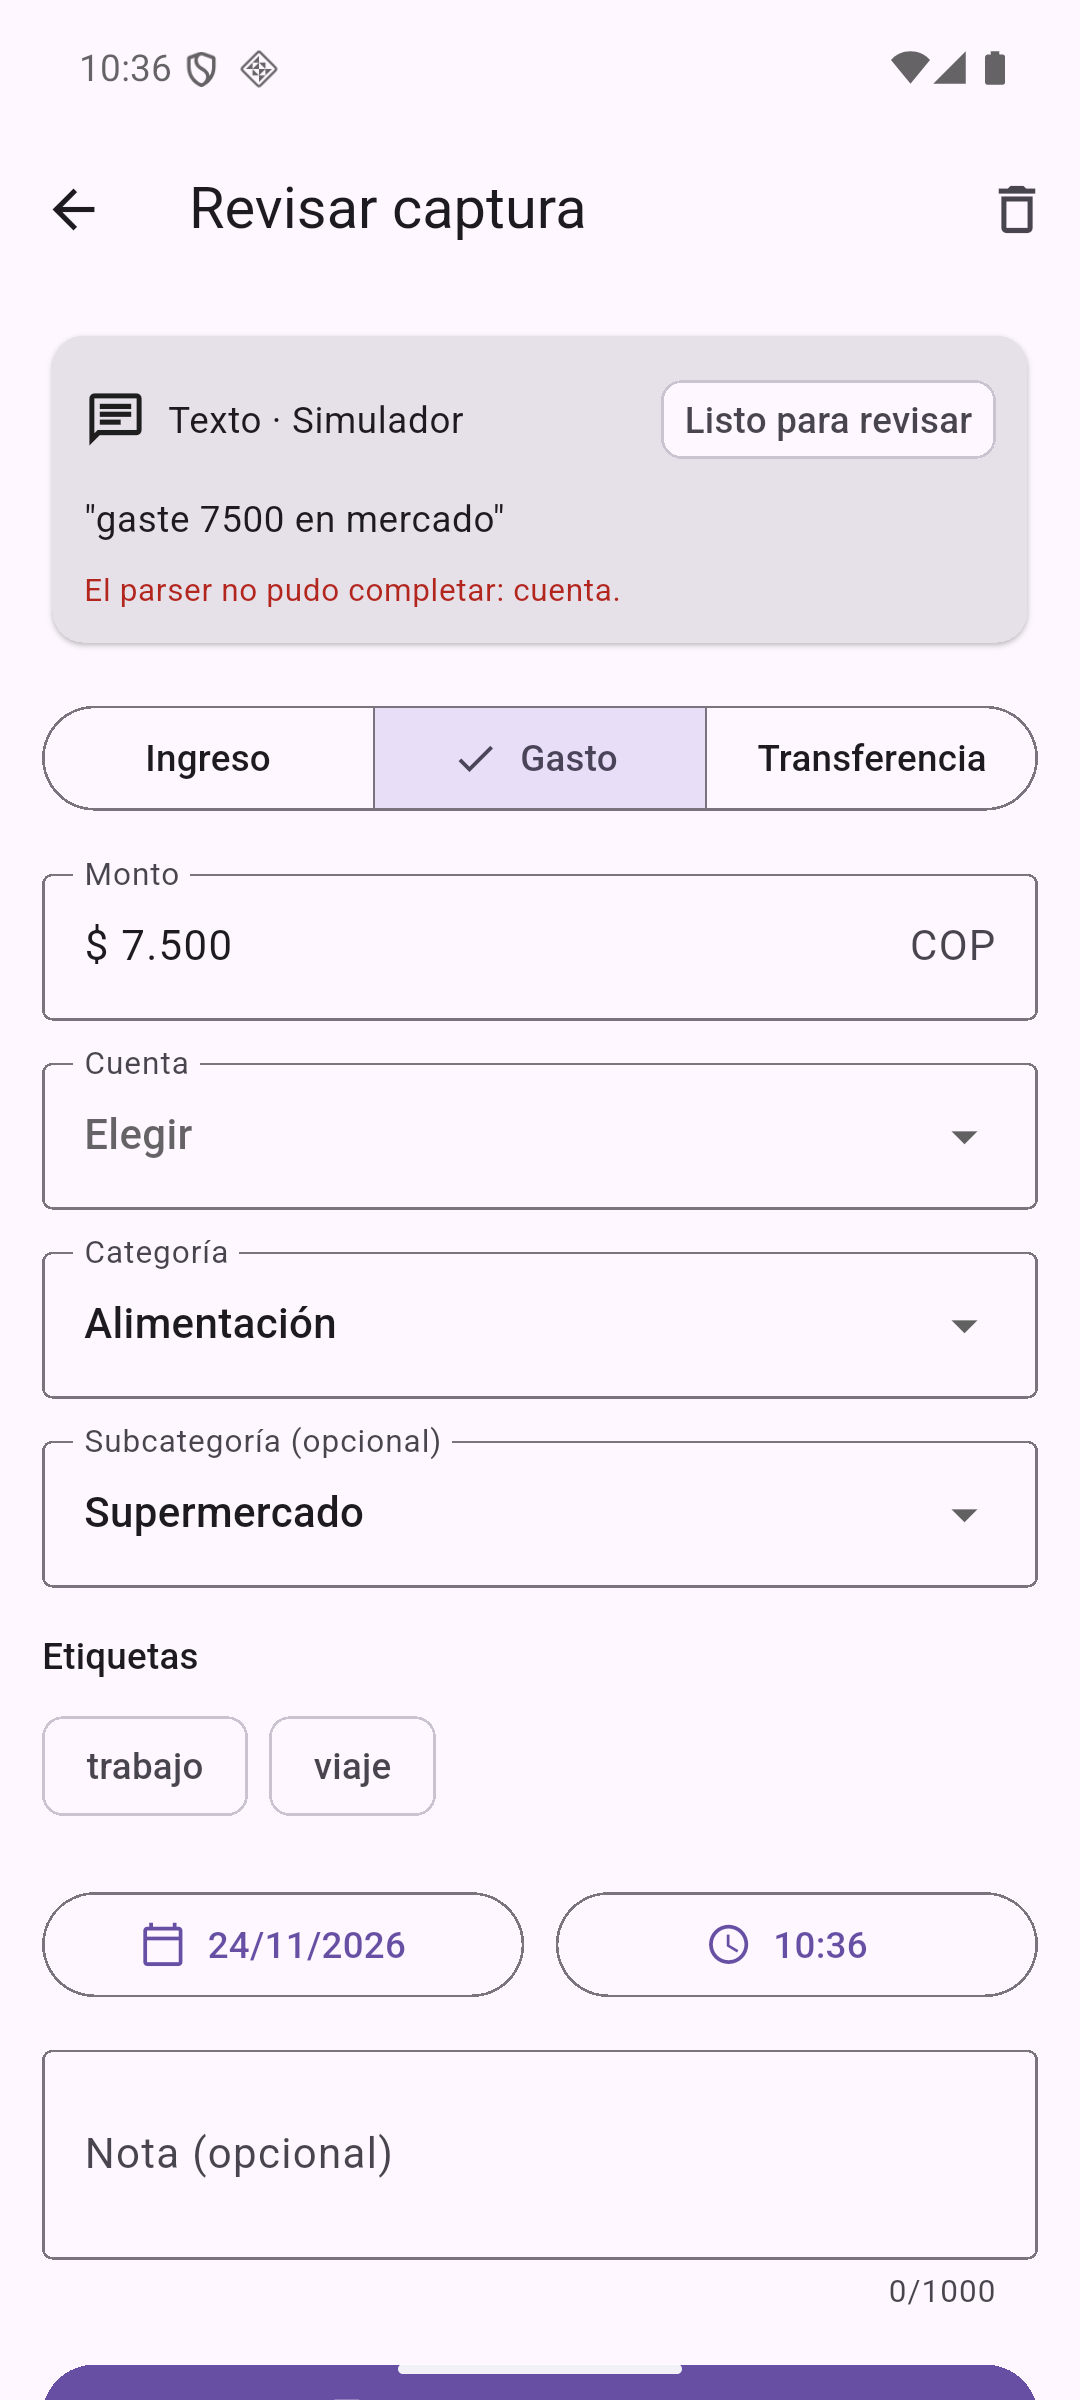 10:36
Revisar captura
Texto · Simulador
Listo para revisar
"gaste 7500 en mercado"
El parser no pudo completar: cuenta.
Ingreso
Gasto
Transferencia
Monto
$ 7.500
COP
Cuenta
Elegir
Categoría
Alimentación
Subcategoría (opcional)
Supermercado
Etiquetas
trabajo
viaje
24/11/2026
10:36
Nota (opcional)
0/1000